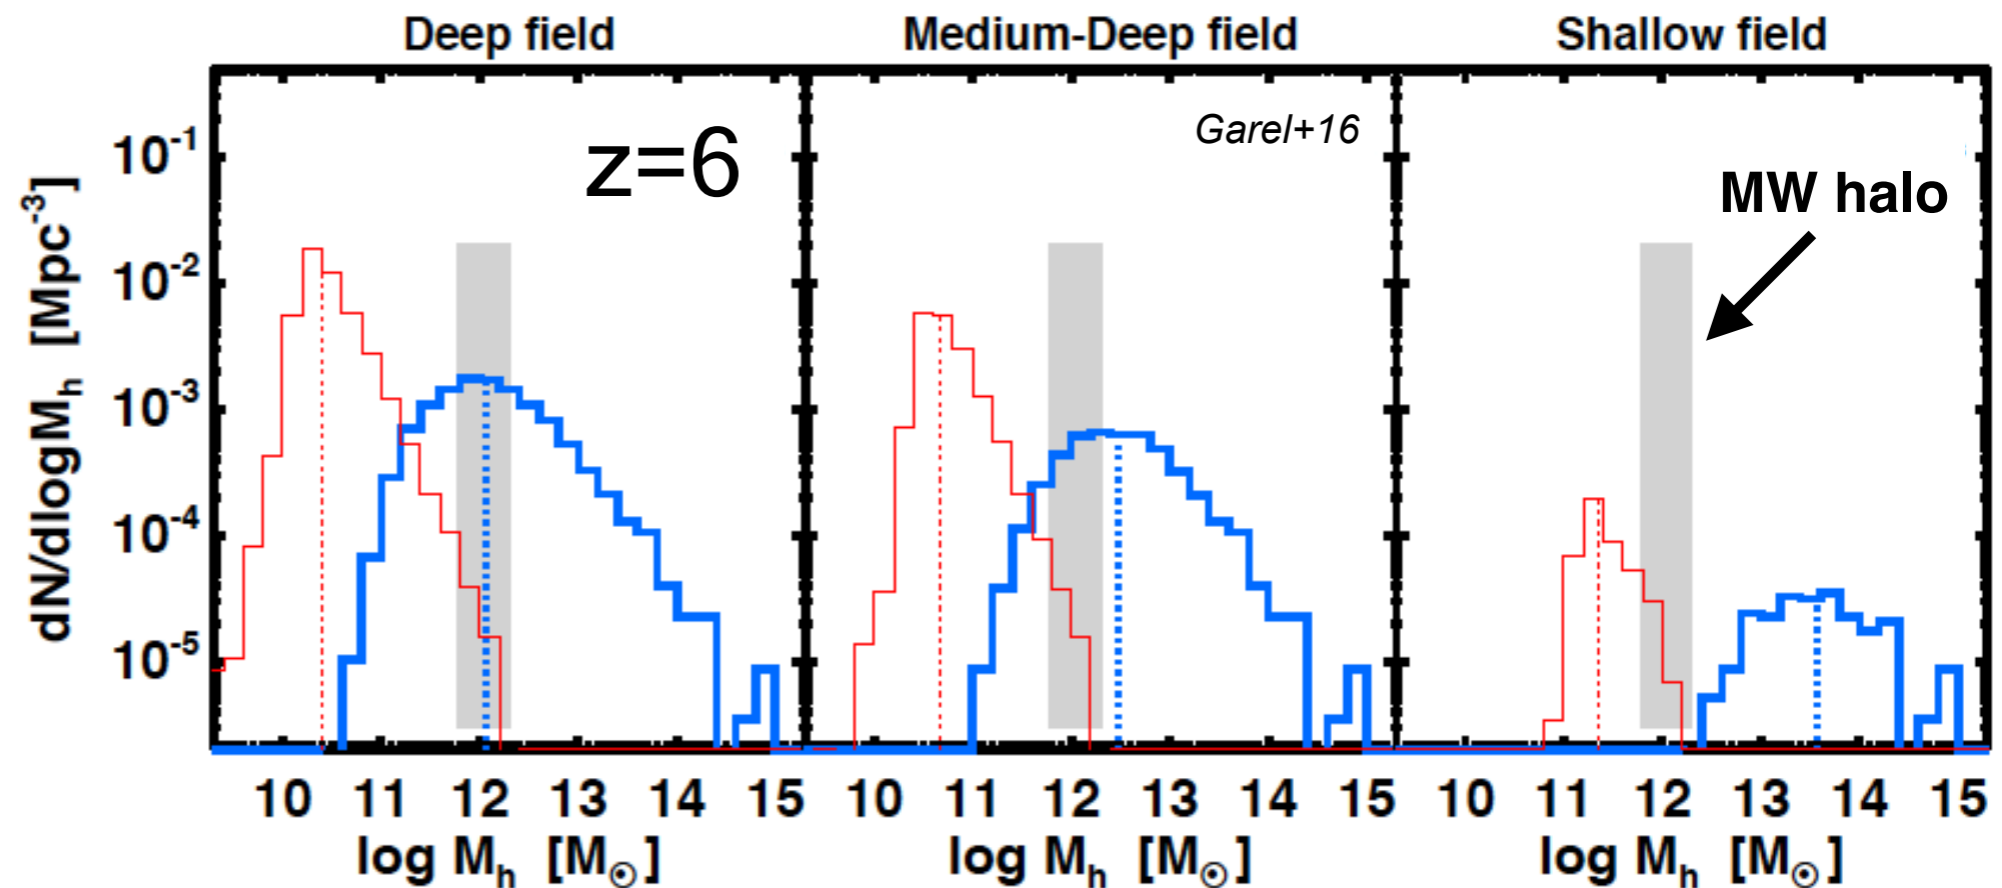 Deep field Medium-Deep field Shallow field
z=6 Garel+16
MW halo
dN/dlogMₕ [Mpc⁻³]
10⁻¹
10⁻²
10⁻³
10⁻⁴
10⁻⁵
10 11 12 13 14 15 10 11 12 13 14 15 10 11 12 13 14 15
log Mₕ [M☉] log Mₕ [M☉] log Mₕ [M☉]